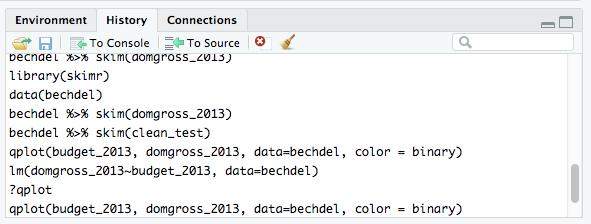 Environment History Connections
To Console To Source
bechdel %>% skim(domgross_2013)
library(skimr)
data(bechdel)
bechdel %>% skim(domgross_2013)
bechdel %>% skim(clean_test)
qplot(budget_2013, domgross_2013, data=bechdel, color = binary)
lm(domgross_2013~budget_2013, data=bechdel)
?qplot
qplot(budget_2013, domgross_2013, data=bechdel, color = binary)